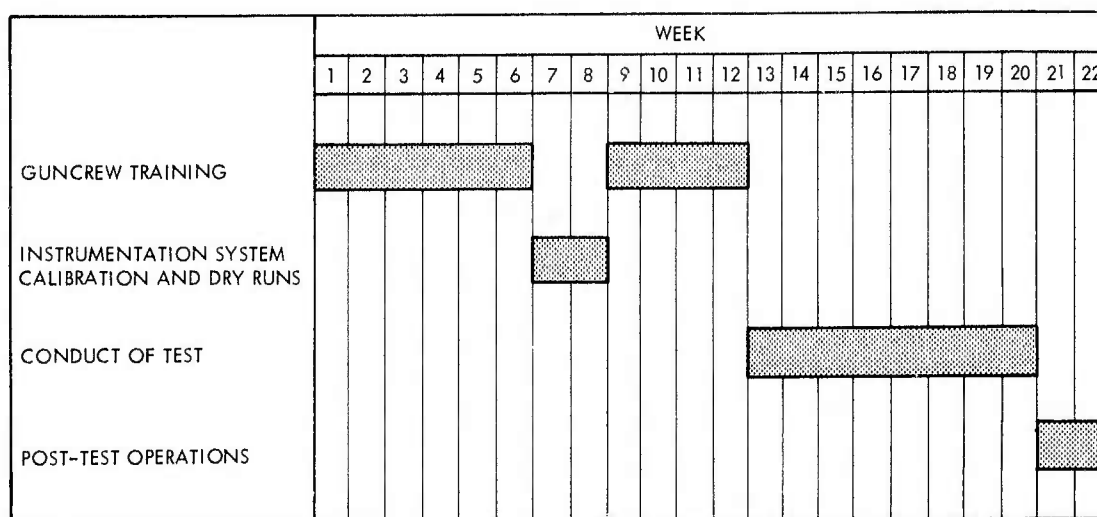 WEEK
1 2 3 4 5 6 7 8 9 10 11 12 13 14 15 16 17 18 19 20 21 22
GUNCREW TRAINING
INSTRUMENTATION SYSTEM
CALIBRATION AND DRY RUNS
CONDUCT OF TEST
POST-TEST OPERATIONS